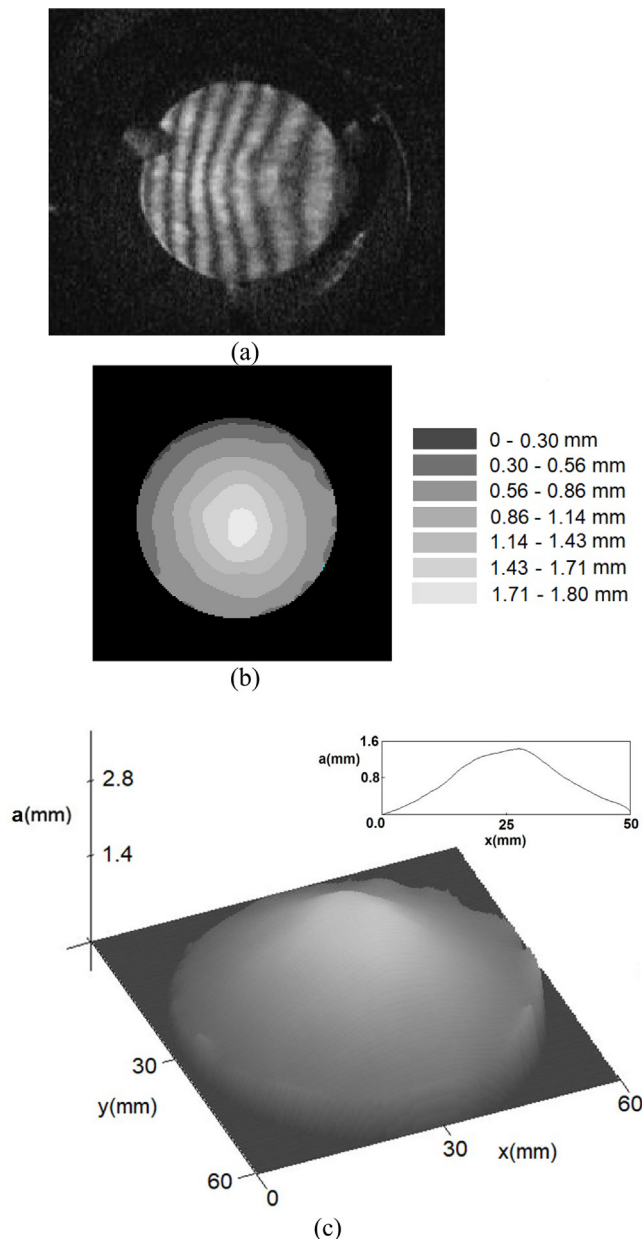 (a)
0 - 0.30 mm
0.30 - 0.56 mm
0.56 - 0.86 mm
0.86 - 1.14 mm
1.14 - 1.43 mm
1.43 - 1.71 mm
1.71 - 1.80 mm
(b)
2.8
a(mm)
1.4
1.6
a(mm)
0.8
0.0
25
50
x(mm)
30
y(mm)
60
0
30
x(mm)
60
(c)